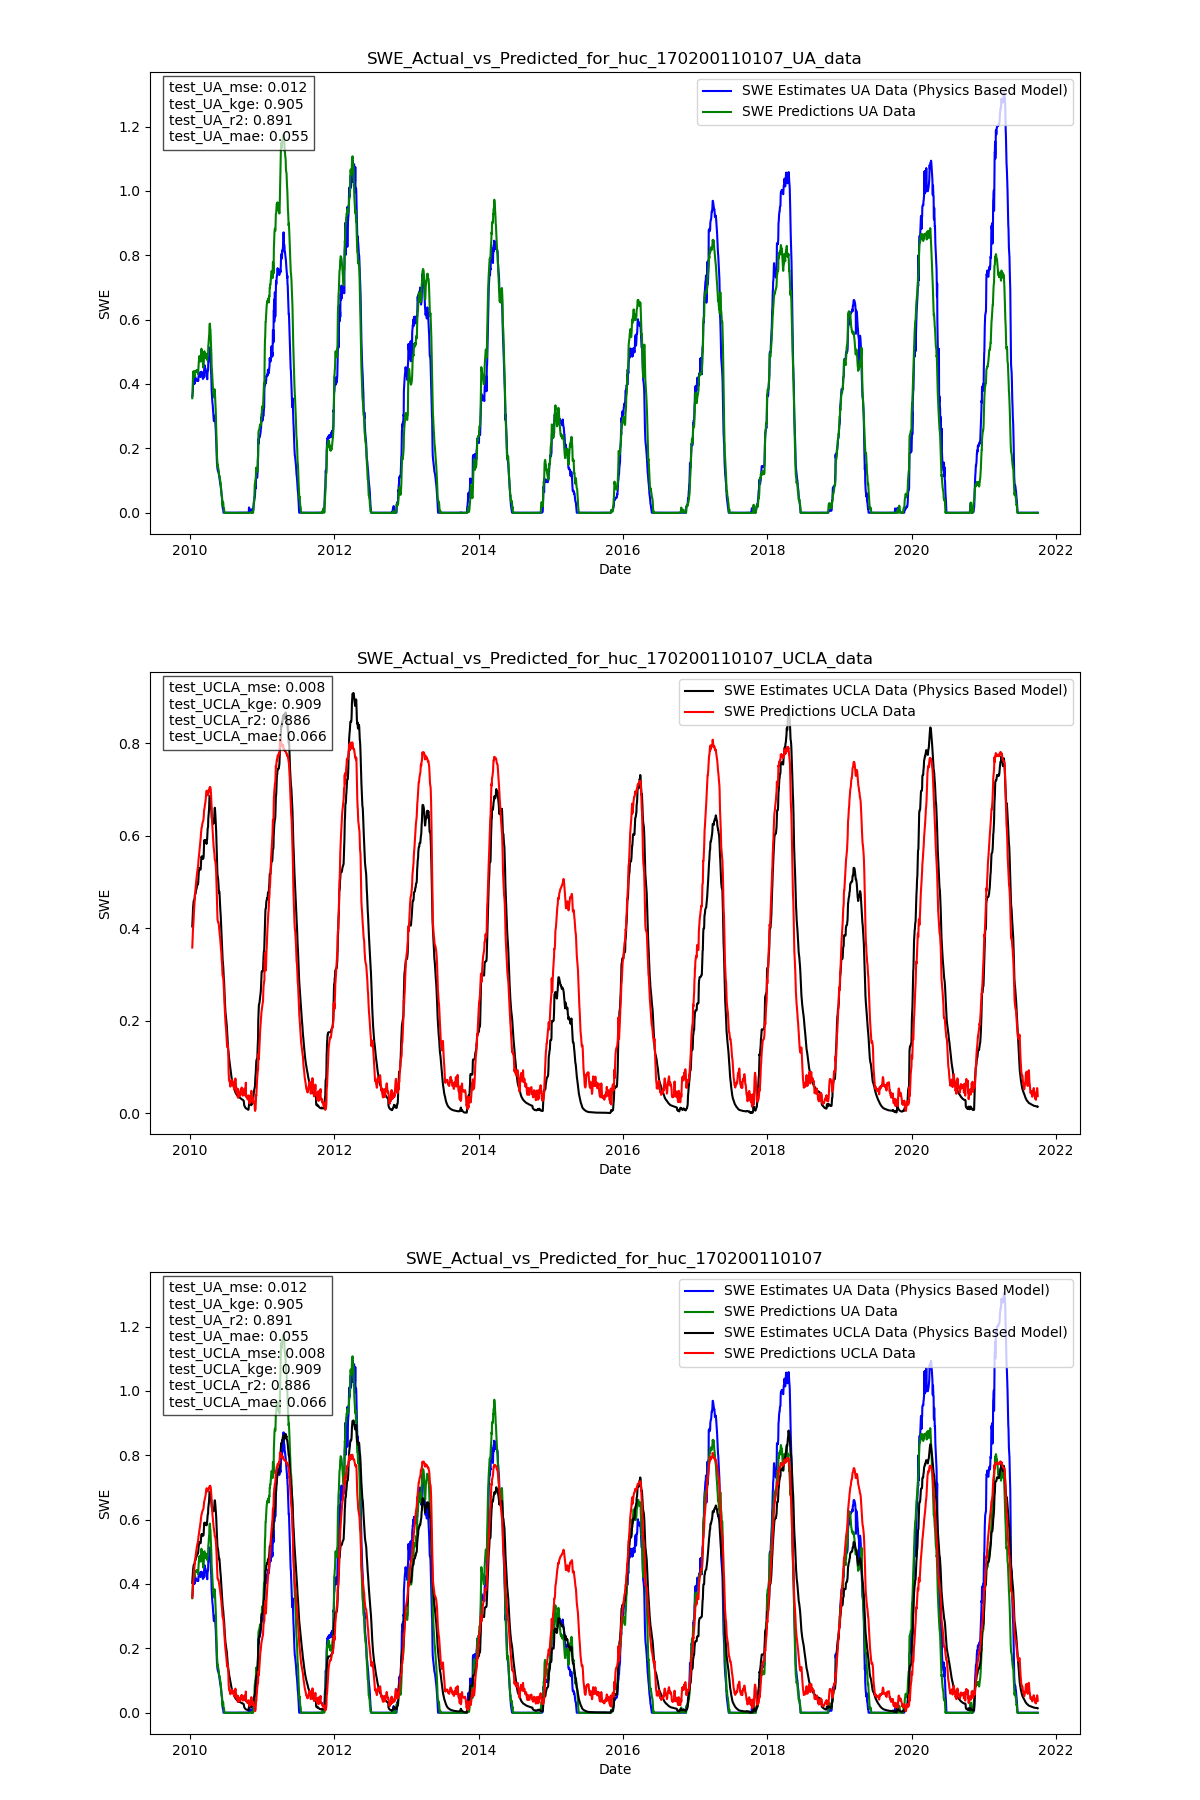 SWE_Actual_vs_Predicted_for_huc_170200110107_UA_data
test_UA_mse: 0.012
test_UA_kge: 0.905
test_UA_r2: 0.891
test_UA_mae: 0.055
SWE Estimates UA Data (Physics Based Model)
SWE Predictions UA Data
1.2
1.0
0.8
0.6
0.4
0.2
0.0
SWE
2010 2012 2014 2016 2018 2020 2022
Date
SWE_Actual_vs_Predicted_for_huc_170200110107_UCLA_data
test_UCLA_mse: 0.008
test_UCLA_kge: 0.909
test_UCLA_r2: 0.886
test_UCLA_mae: 0.066
SWE Estimates UCLA Data (Physics Based Model)
SWE Predictions UCLA Data
0.8
0.6
0.4
0.2
0.0
SWE
2010 2012 2014 2016 2018 2020 2022
Date
SWE_Actual_vs_Predicted_for_huc_170200110107
test_UA_mse: 0.012
test_UA_kge: 0.905
test_UA_r2: 0.891
test_UA_mae: 0.055
test_UCLA_mse: 0.008
test_UCLA_kge: 0.909
test_UCLA_r2: 0.886
test_UCLA_mae: 0.066
SWE Estimates UA Data (Physics Based Model)
SWE Predictions UA Data
SWE Estimates UCLA Data (Physics Based Model)
SWE Predictions UCLA Data
1.2
1.0
0.8
0.6
0.4
0.2
0.0
SWE
2010 2012 2014 2016 2018 2020 2022
Date